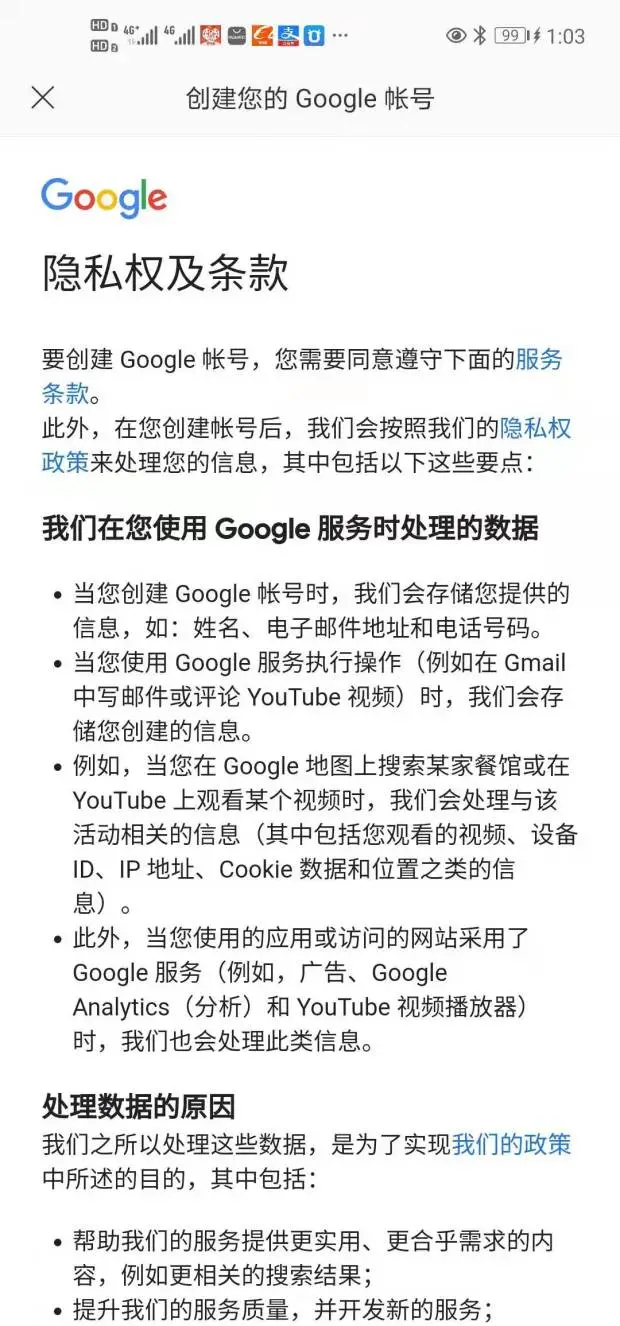 HD 1 4G+ 4G 99 1:03
HD 2
创建您的 Google 帐号
Google
隐私权及条款
要创建 Google 帐号，您需要同意遵守下面的服务
条款。
此外，在您创建帐号后，我们会按照我们的隐私权
政策来处理您的信息，其中包括以下这些要点：
我们在您使用 Google 服务时处理的数据
• 当您创建 Google 帐号时，我们会存储您提供的
信息，如：姓名、电子邮件地址和电话号码。
• 当您使用 Google 服务执行操作（例如在 Gmail
中写邮件或评论 YouTube 视频）时，我们会存
储您创建的信息。
• 例如，当您在 Google 地图上搜索某家餐馆或在
YouTube 上观看某个视频时，我们会处理与该
活动相关的信息（其中包括您观看的视频、设备
ID、IP 地址、Cookie 数据和位置之类的信
息）。
• 此外，当您使用的应用或访问的网站采用了
Google 服务（例如，广告、Google
Analytics（分析）和 YouTube 视频播放器）
时，我们也会处理此类信息。
处理数据的原因
我们之所以处理这些数据，是为了实现我们的政策
中所述的目的，其中包括：
• 帮助我们的服务提供更实用、更合乎需求的内
容，例如更相关的搜索结果；
• 提升我们的服务质量，并开发新的服务；